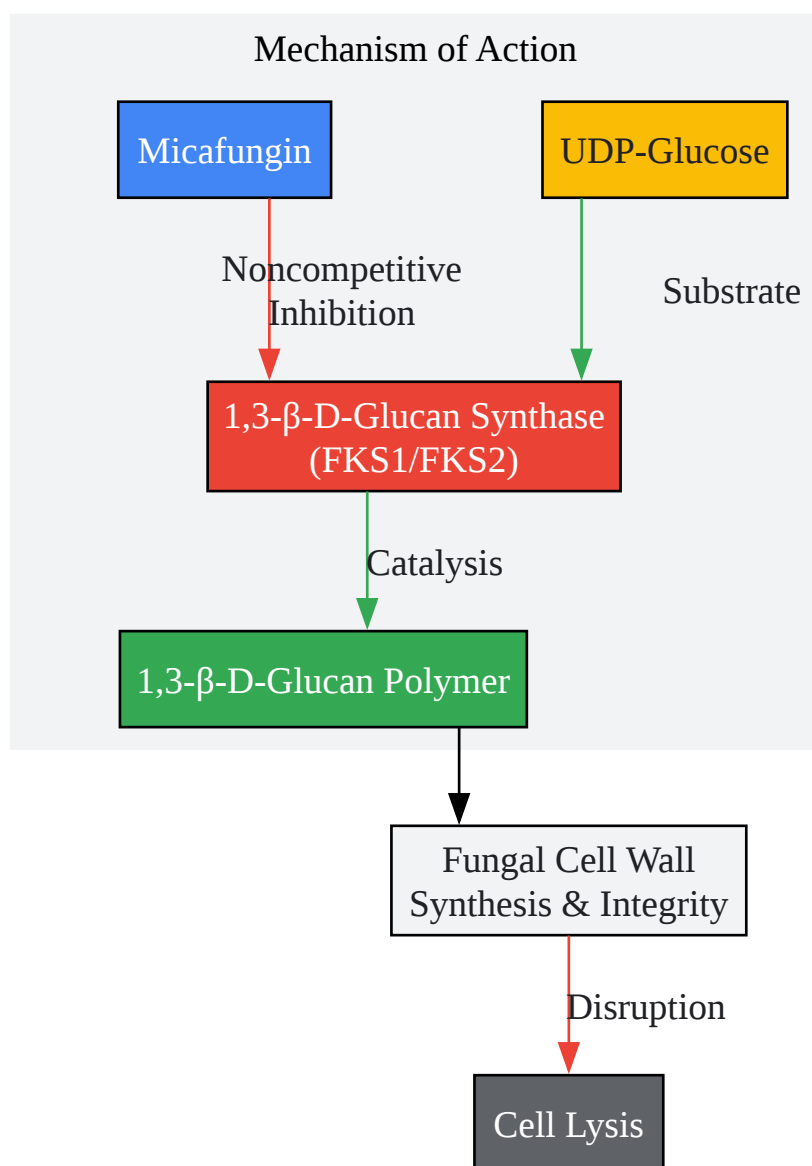 Mechanism of Action
Micafungin
UDP-Glucose
Noncompetitive
Inhibition
Substrate
1,3-β-D-Glucan Synthase
(FKS1/FKS2)
Catalysis
1,3-β-D-Glucan Polymer
Fungal Cell Wall
Synthesis & Integrity
Disruption
Cell Lysis